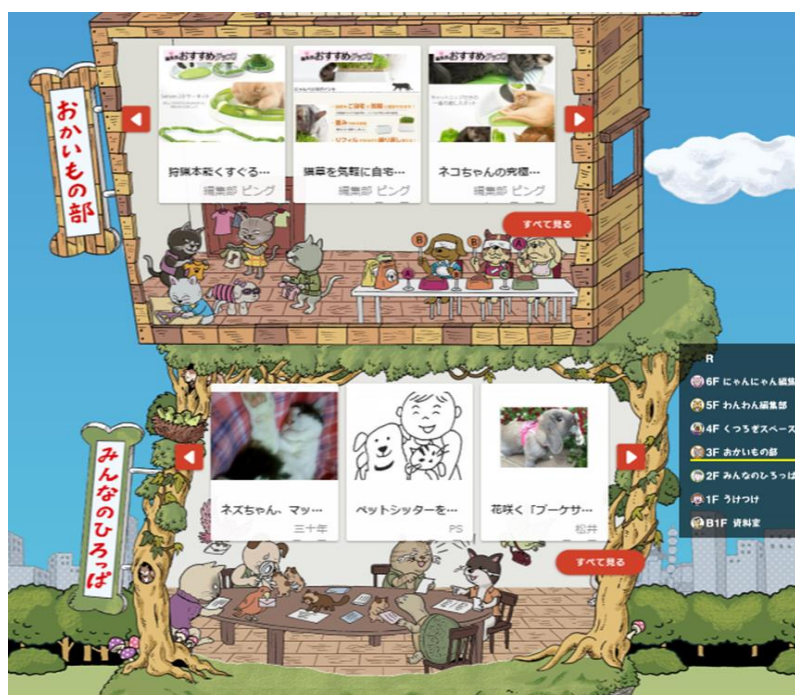 おかいもの部
おすすめグッズ
おすすめグッズ
おすすめグッズ
狩猟本能くすぐる…
編集部 ピング
猫草を気軽に自宅…
編集部 ピング
ネコちゃんの究極…
編集部 ピング
すべて見る
B
B
A
みんなのひろっぱ
ネズちゃん、マッ…
三十年
ペットシッターを…
PS
花咲く「ブーケサ…
松井
すべて見る
R
6F にゃんにゃん編集
5F わんわん編集部
4F くつろぎスペース
3F おかいもの部
2F みんなのひろっぱ
1F うけつけ
B1F 資料室